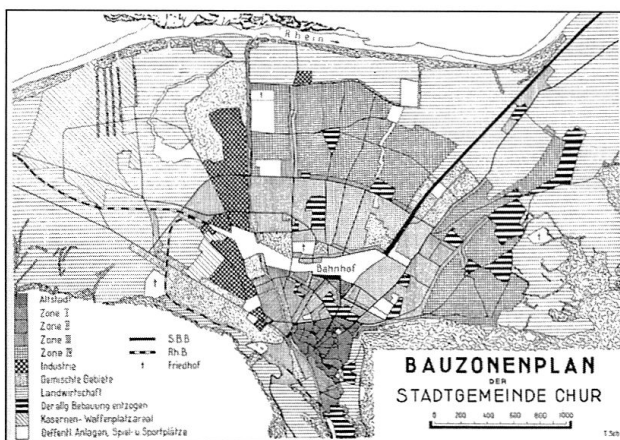 Rhein
Bahnhof
Altstadt
Zone I
Zone II
Zone III
Zone IV
Industrie
Gemischte Gebiete
Landwirtschaft
Der allg. Bebauung entzogen
Kasernen- Waffenplatzareal
Oeffentl. Anlagen, Spiel- u. Sportplätze
S.B.B.
Rh.B.
Friedhof
BAUZONENPLAN
DER
STADTGEMEINDE CHUR
0 200 400 600 800 1000